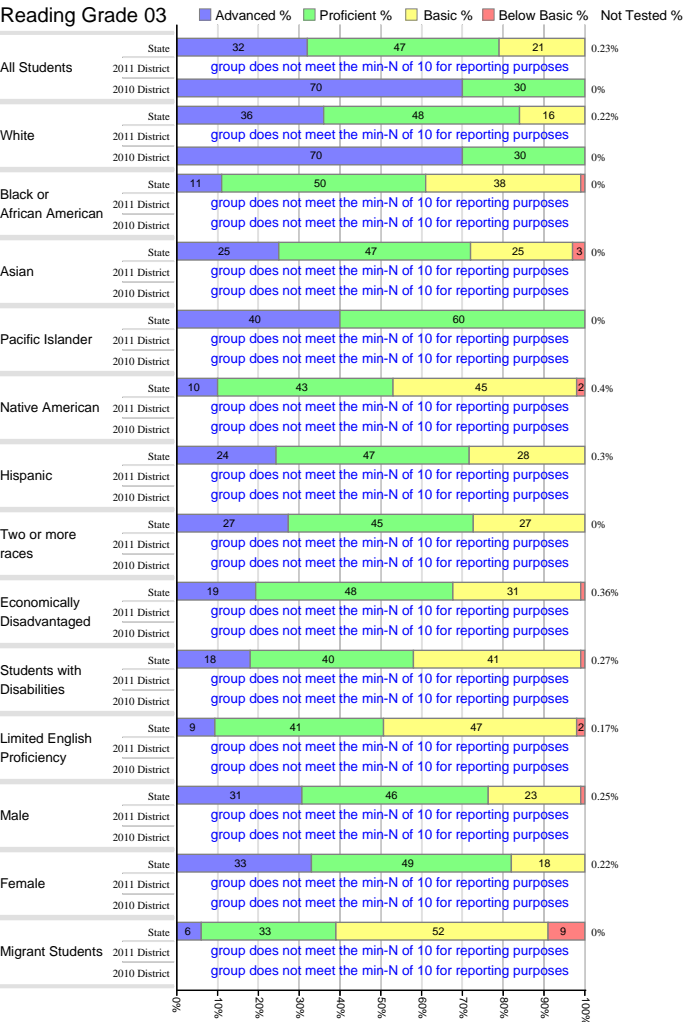 Reading Grade 03 Advanced % Proficient % Basic % Below Basic % Not Tested %
State 32 47 21 0.23%
All Students 2011 District group does not meet the min-N of 10 for reporting purposes
2010 District 70 30 0%
State 36 48 16 0.22%
White 2011 District group does not meet the min-N of 10 for reporting purposes
2010 District 70 30 0%
State 11 50 38 0%
Black or African American 2011 District group does not meet the min-N of 10 for reporting purposes
2010 District group does not meet the min-N of 10 for reporting purposes
State 25 47 25 3 0%
Asian 2011 District group does not meet the min-N of 10 for reporting purposes
2010 District group does not meet the min-N of 10 for reporting purposes
State 40 60 0%
Pacific Islander 2011 District group does not meet the min-N of 10 for reporting purposes
2010 District group does not meet the min-N of 10 for reporting purposes
State 10 43 45 2 0.4%
Native American 2011 District group does not meet the min-N of 10 for reporting purposes
2010 District group does not meet the min-N of 10 for reporting purposes
State 24 47 28 0.3%
Hispanic 2011 District group does not meet the min-N of 10 for reporting purposes
2010 District group does not meet the min-N of 10 for reporting purposes
State 27 45 27 0%
Two or more races 2011 District group does not meet the min-N of 10 for reporting purposes
2010 District group does not meet the min-N of 10 for reporting purposes
State 19 48 31 0.36%
Economically Disadvantaged 2011 District group does not meet the min-N of 10 for reporting purposes
2010 District group does not meet the min-N of 10 for reporting purposes
State 18 40 41 0.27%
Students with Disabilities 2011 District group does not meet the min-N of 10 for reporting purposes
2010 District group does not meet the min-N of 10 for reporting purposes
State 9 41 47 2 0.17%
Limited English Proficiency 2011 District group does not meet the min-N of 10 for reporting purposes
2010 District group does not meet the min-N of 10 for reporting purposes
State 31 46 23 0.25%
Male 2011 District group does not meet the min-N of 10 for reporting purposes
2010 District group does not meet the min-N of 10 for reporting purposes
State 33 49 18 0.22%
Female 2011 District group does not meet the min-N of 10 for reporting purposes
2010 District group does not meet the min-N of 10 for reporting purposes
State 6 33 52 9 0%
Migrant Students 2011 District group does not meet the min-N of 10 for reporting purposes
2010 District group does not meet the min-N of 10 for reporting purposes
0% 10% 20% 30% 40% 50% 60% 70% 80% 90% 100%